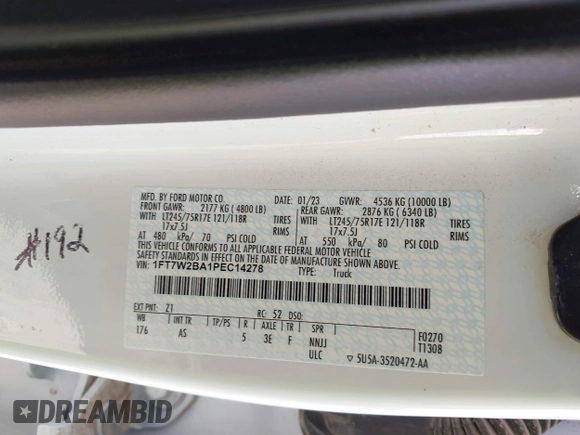 #192
MFD. BY FORD MOTOR CO.
DATE: 01/23 GVWR: 4536 KG (10000 LB)
FRONT GAWR: 2177 KG (4800 LB) REAR GAWR: 2876 KG (6340 LB)
WITH LT245/75R17E 121/118R TIRES WITH LT245/75R17E 121/118R TIRES
17x7.5J RIMS 17x7.5J RIMS
AT 480 kPa/ 70 PSI COLD AT 550 kPa/ 80 PSI COLD
THIS VEHICLE CONFORMS TO ALL APPLICABLE FEDERAL MOTOR VEHICLE
SAFETY STANDARDS IN EFFECT ON THE DATE OF MANUFACTURE SHOWN ABOVE.
VIN: 1FT7W2BA1PEC14278 TYPE: Truck
EXT PNT: Z1 RC: 52 DSO: F0270
WB INT TR TP/PS R AXLE TR SPR T1308
176 AS 5 3E F NNJJ
ULC 5U5A-3520472-AA
DREAMBID